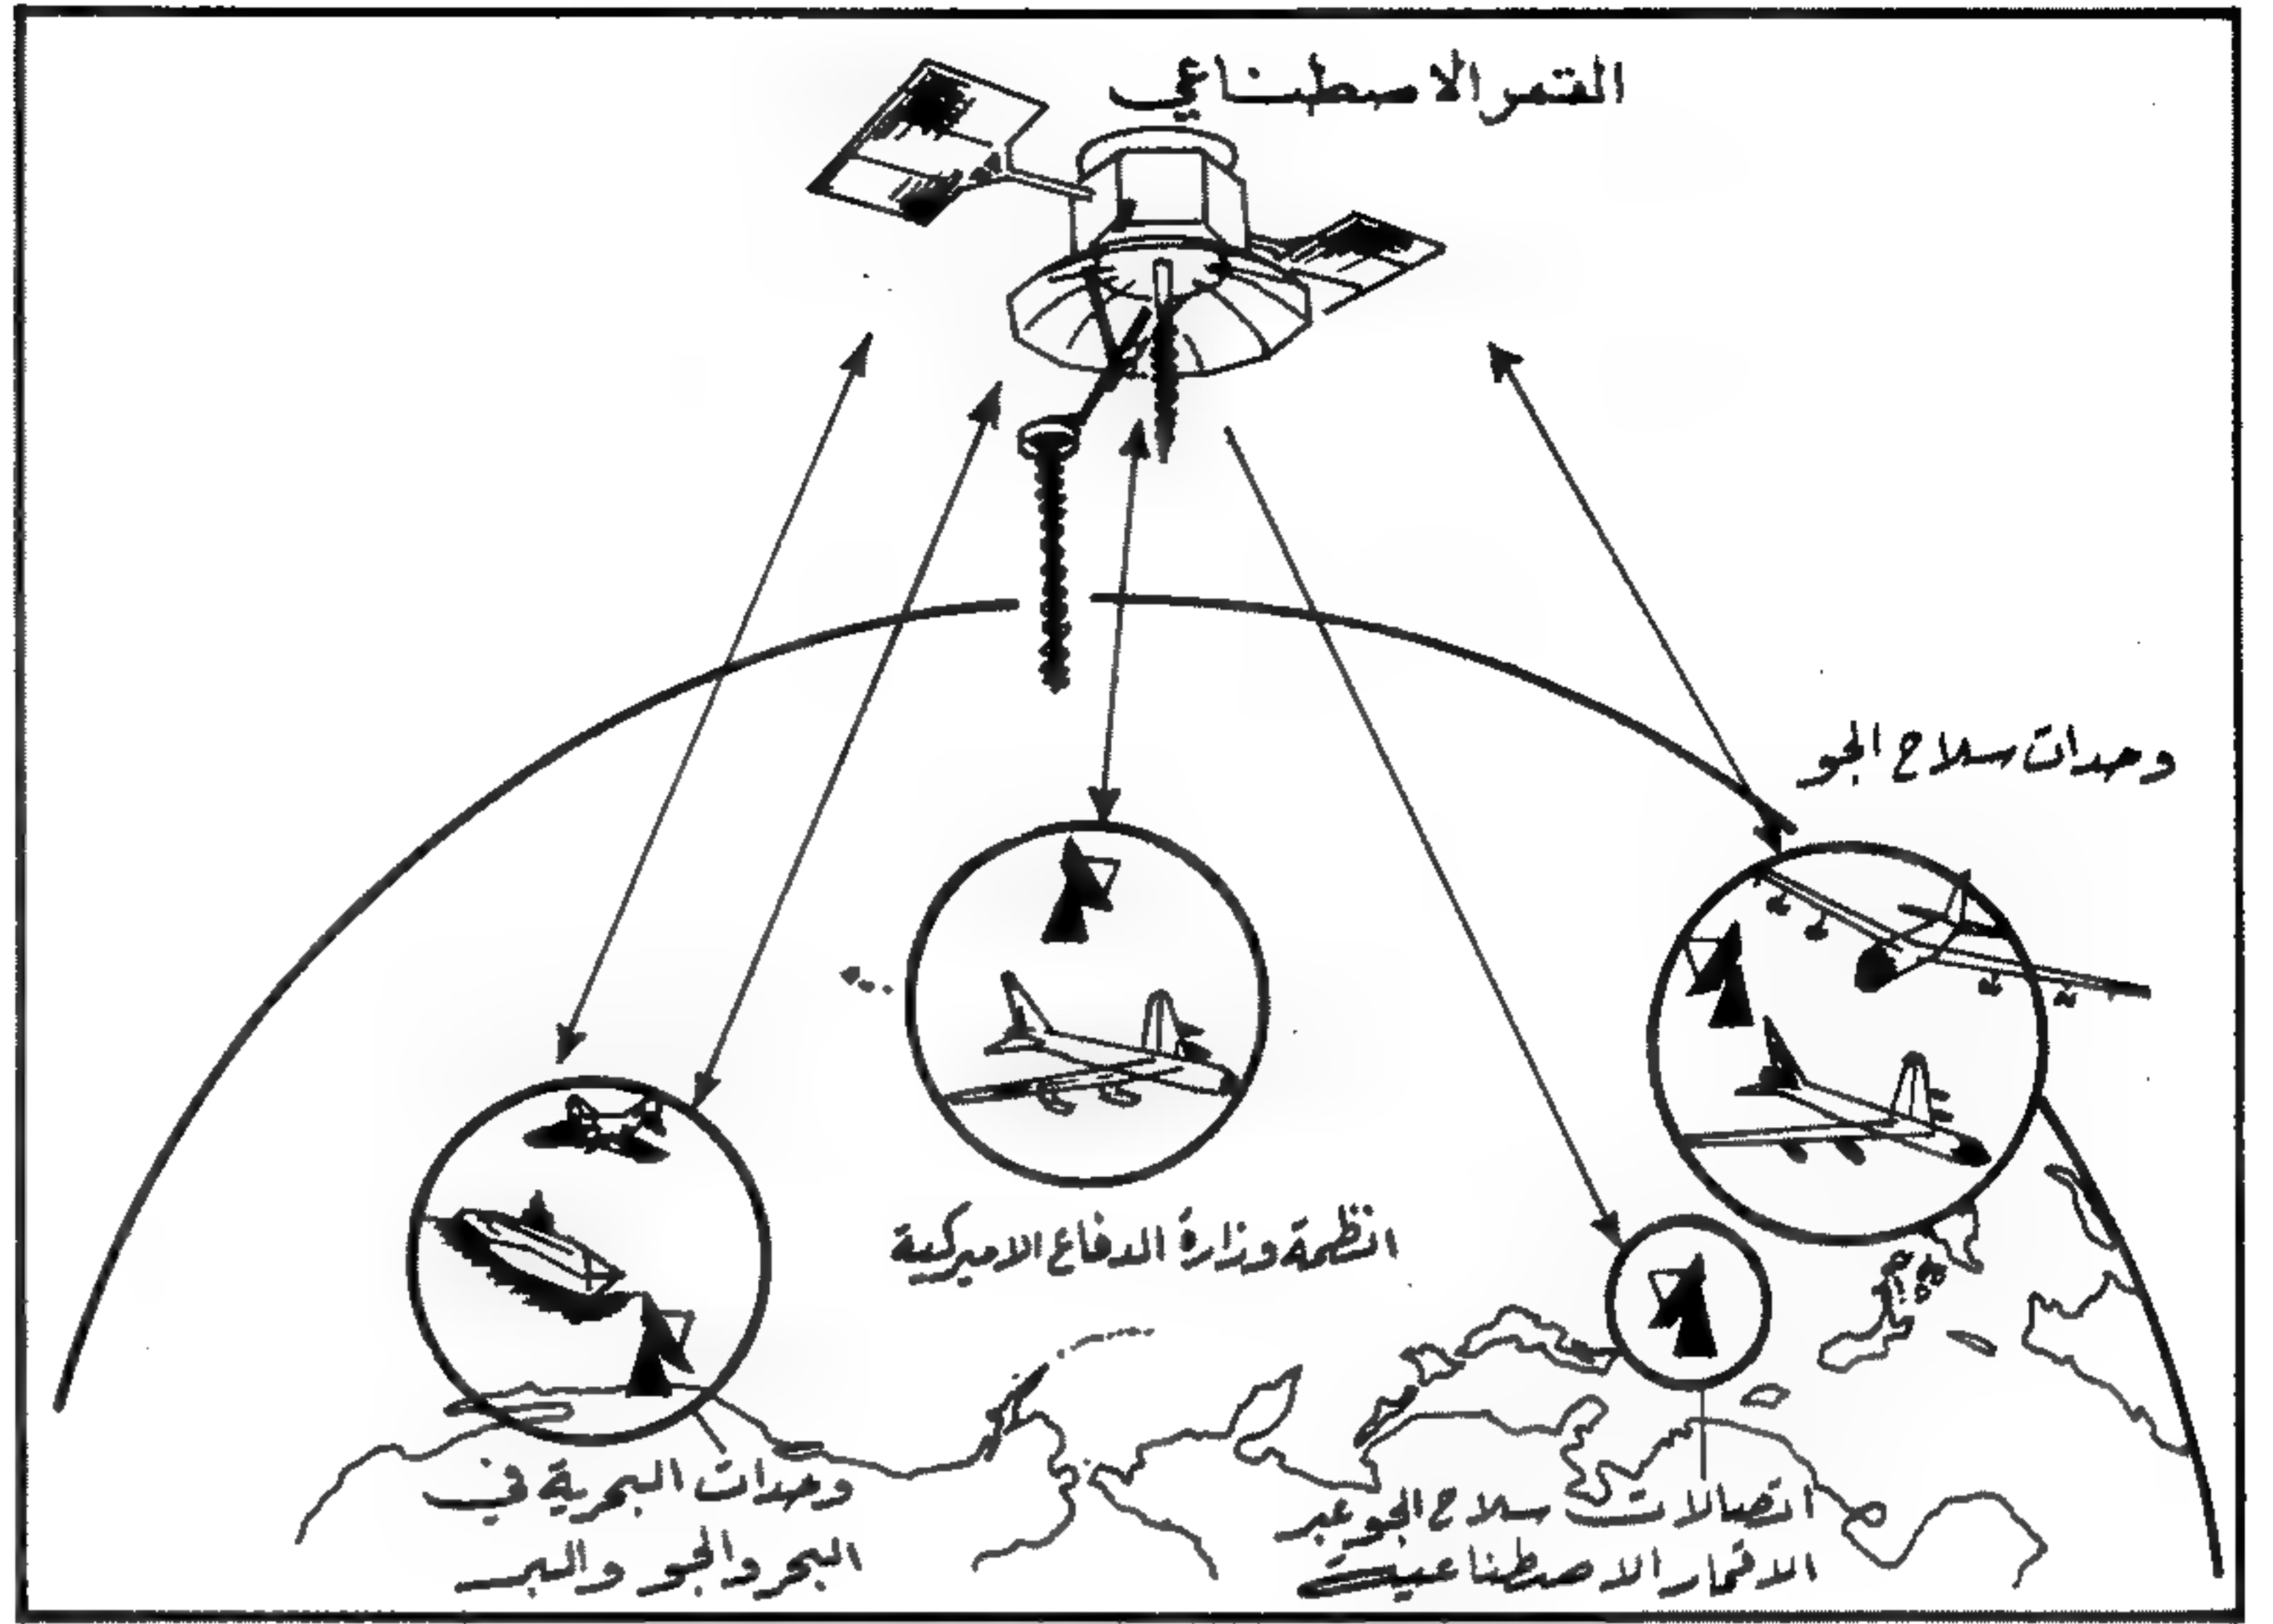 القمر الاصطناعي
وحدات سلاح الجو
انظمة وزارة الدفاع الاميركية
وحدات البحرية في
البحر والجو والبر
اتصالات سلاح الجو عبر
الاقمار الاصطناعية